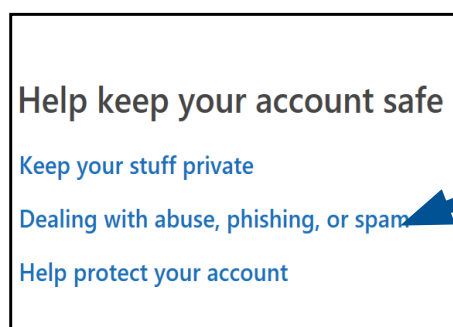 Help keep your account safe
Keep your stuff private
Dealing with abuse, phishing, or spam
Help protect your account